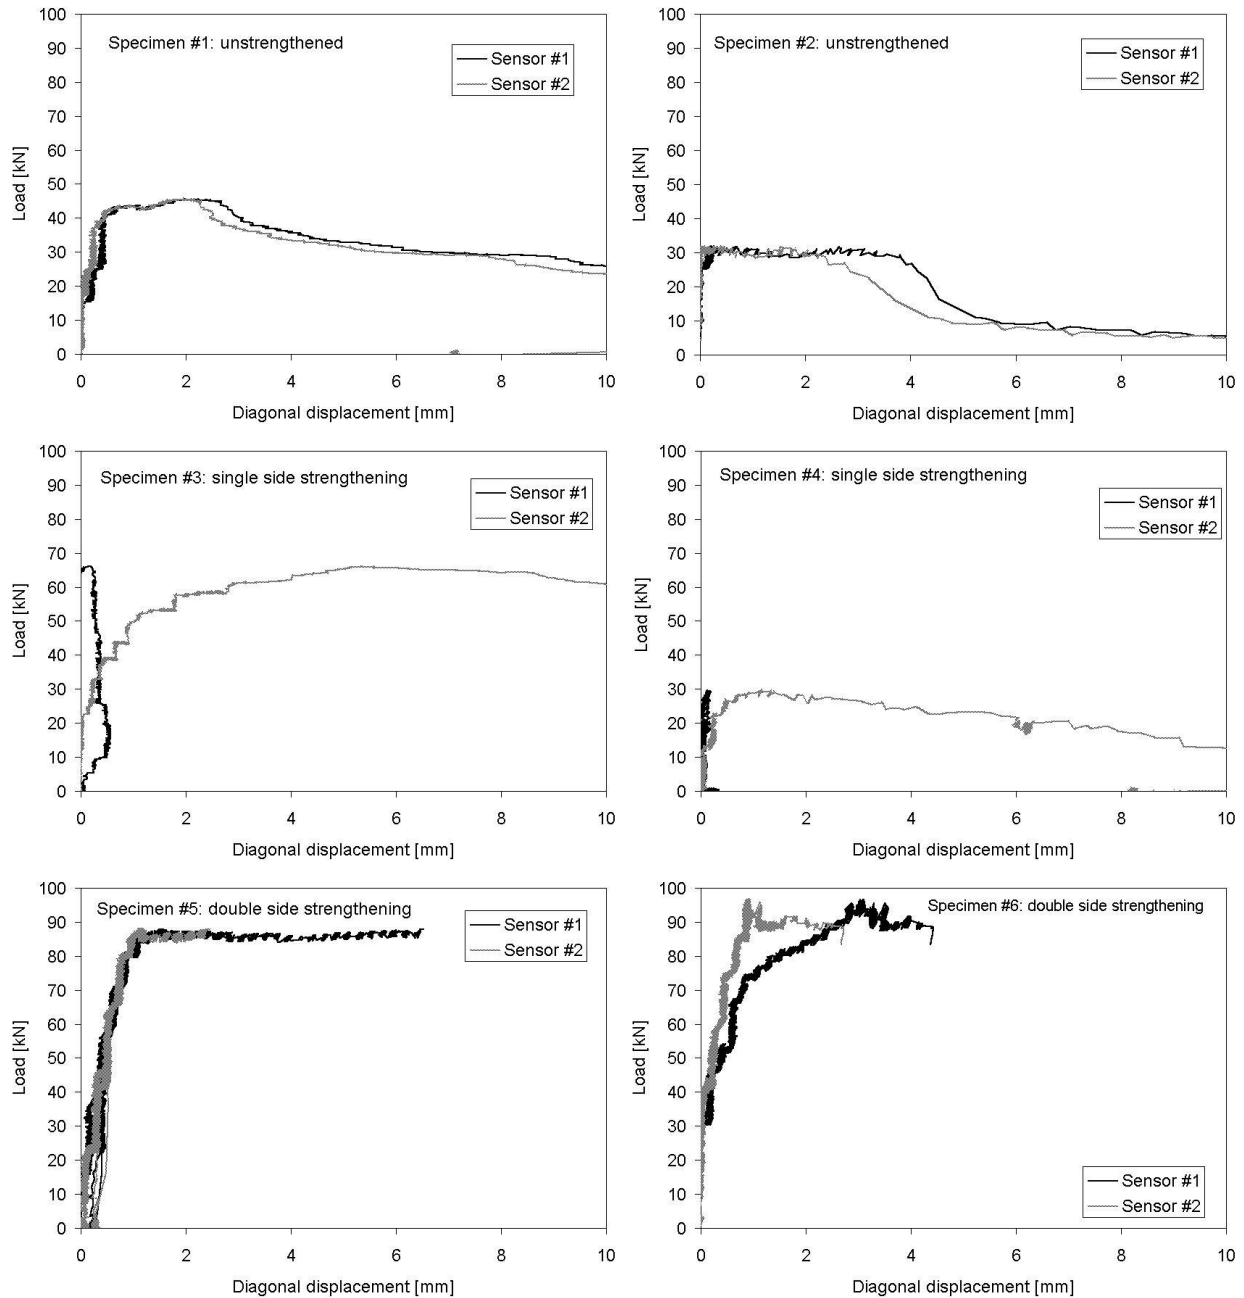 Specimen #1: unstrengthened
Sensor #1
Sensor #2
Load [kN]
100
90
80
70
60
50
40
30
20
10
0
0 2 4 6 8 10
Diagonal displacement [mm]
Specimen #2: unstrengthened
Sensor #1
Sensor #2
Load [kN]
100
90
80
70
60
50
40
30
20
10
0
0 2 4 6 8 10
Diagonal displacement [mm]
Specimen #3: single side strengthening
Sensor #1
Sensor #2
Load [kN]
100
90
80
70
60
50
40
30
20
10
0
0 2 4 6 8 10
Diagonal displacement [mm]
Specimen #4: single side strengthening
Sensor #1
Sensor #2
Load [kN]
100
90
80
70
60
50
40
30
20
10
0
0 2 4 6 8 10
Diagonal displacement [mm]
Specimen #5: double side strengthening
Sensor #1
Sensor #2
Load [kN]
100
90
80
70
60
50
40
30
20
10
0
0 2 4 6 8 10
Diagonal displacement [mm]
Specimen #6: double side strengthening
Sensor #1
Sensor #2
Load [kN]
100
90
80
70
60
50
40
30
20
10
0
0 2 4 6 8 10
Diagonal displacement [mm]